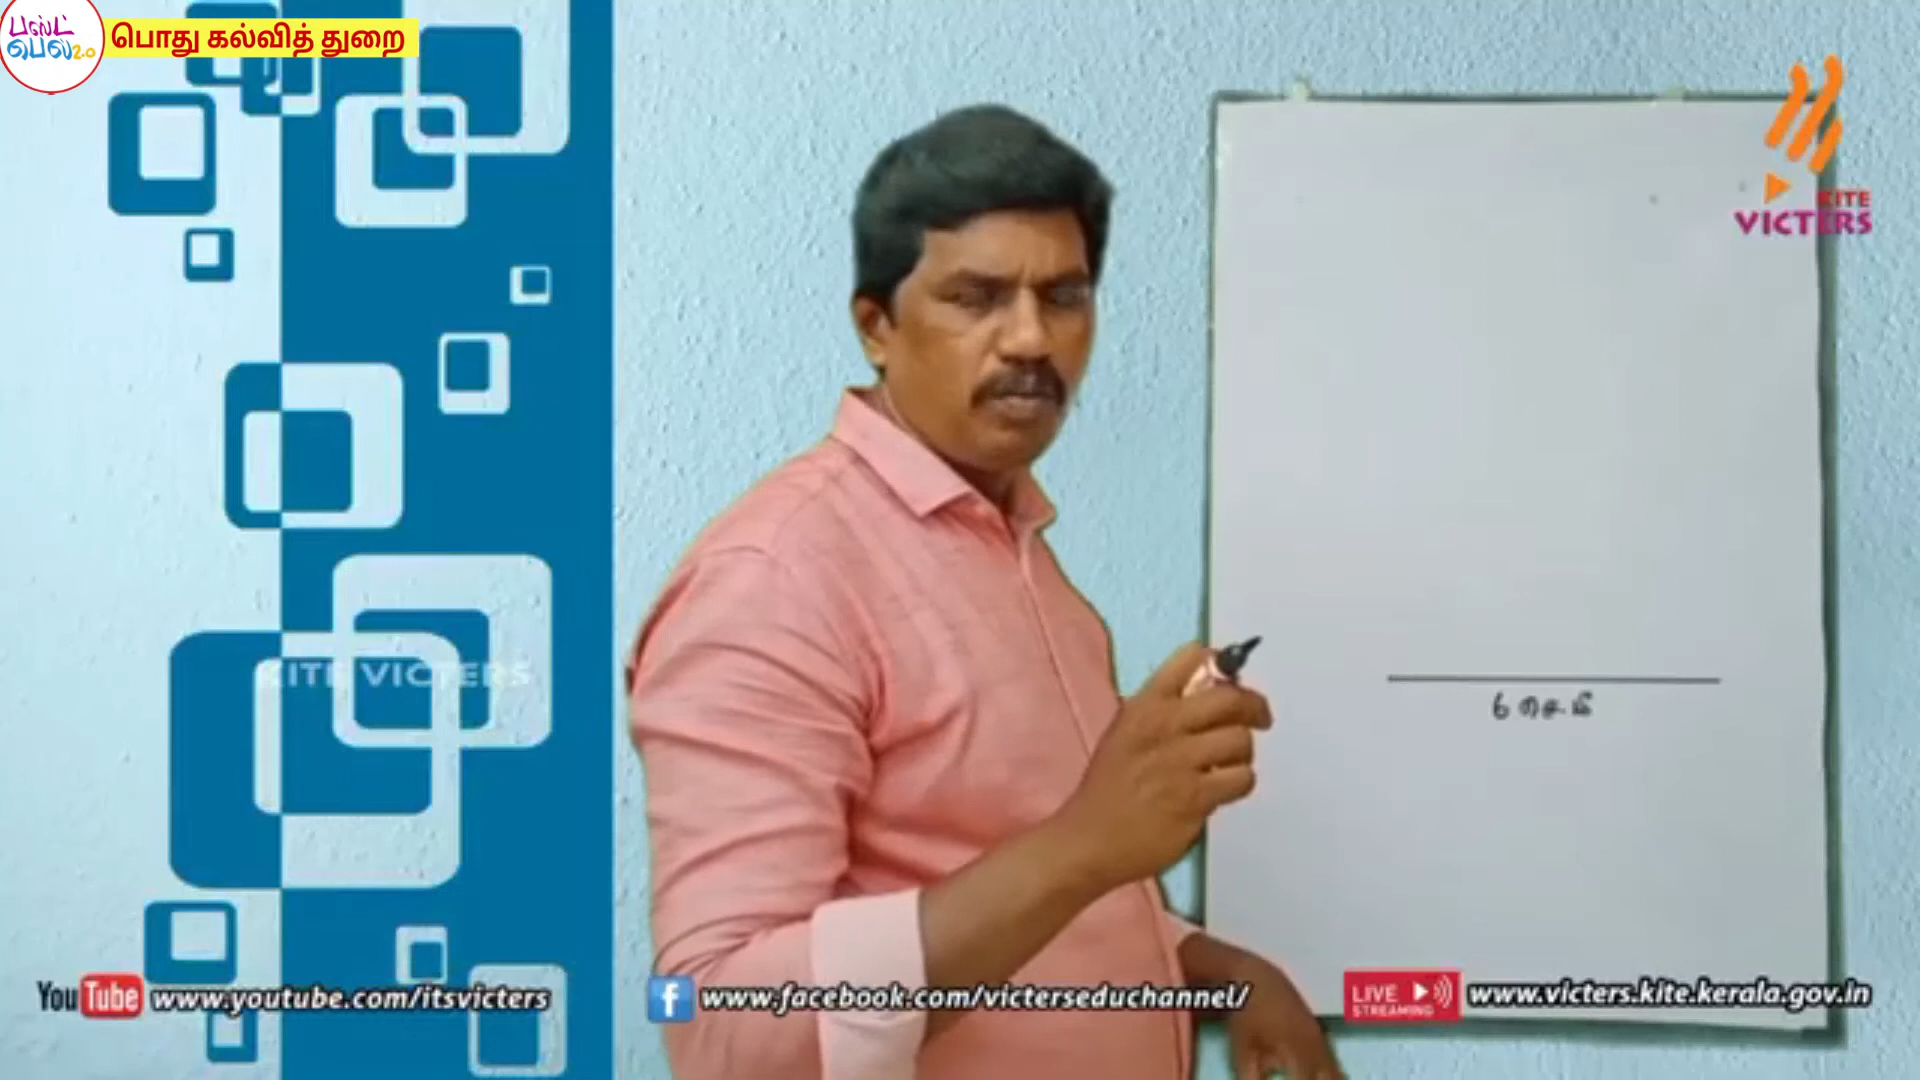 பஸ்ட்
பெல் 2.0
பொது கல்வித் துறை
KITE
VICTERS
KITE VICTERS
6 செ.மீ
YouTube www.youtube.com/itsvicters
f www.facebook.com/victerseduchannel/
LIVE STREAMING www.victers.kite.kerala.gov.in